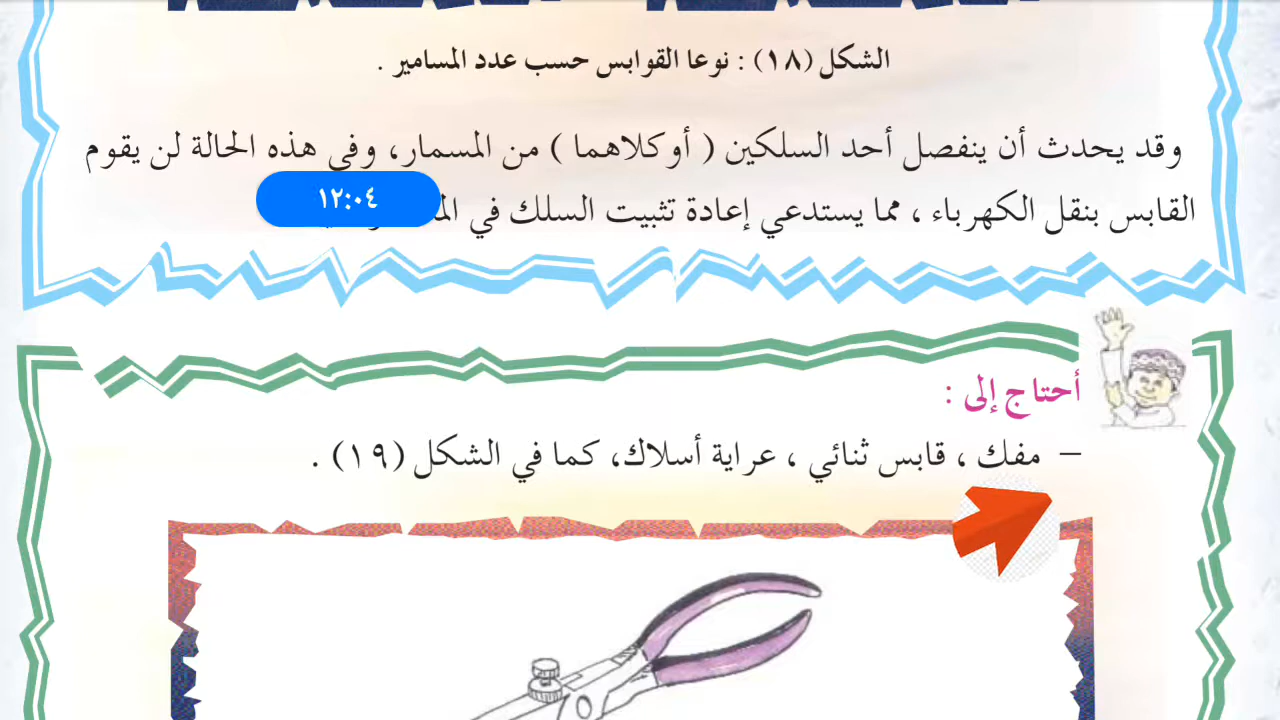 الشكل (١٨) : نوعا القوابس حسب عدد المسامير .
وقد يحدث أن ينفصل أحد السلكين ( أوكلاهما ) من المسمار، وفي هذه الحالة لن يقوم
القابس بنقل الكهرباء ، مما يستدعي إعادة تثبيت السلك في
١٢:٠٤
أحتاج إلى :
– مفك ، قابس ثنائي ، عراية أسلاك، كما في الشكل (١٩) .